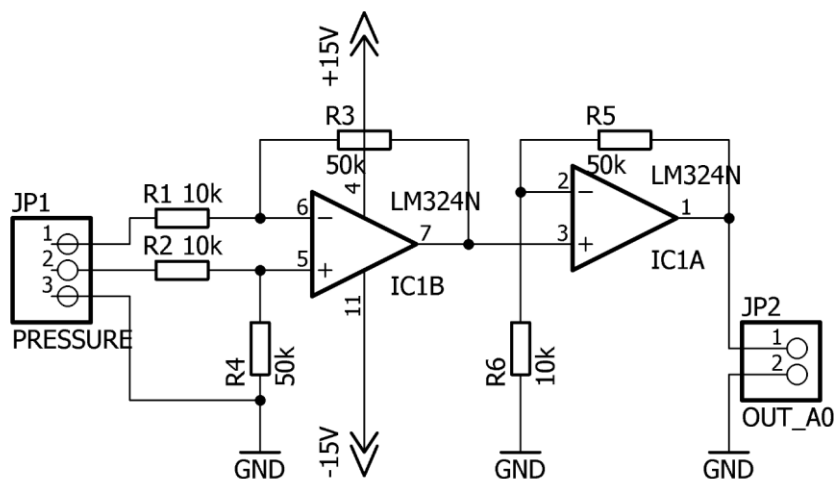 +15V
R3
50k
4
R5
50k
LM324N
LM324N
JP1
R1 10k
R2 10k
1
2
3
6
5
7
2
3
1
11
IC1B
IC1A
PRESSURE
R4
50k
R6
10k
JP2
1
2
OUT_A0
GND
-15V
GND
GND